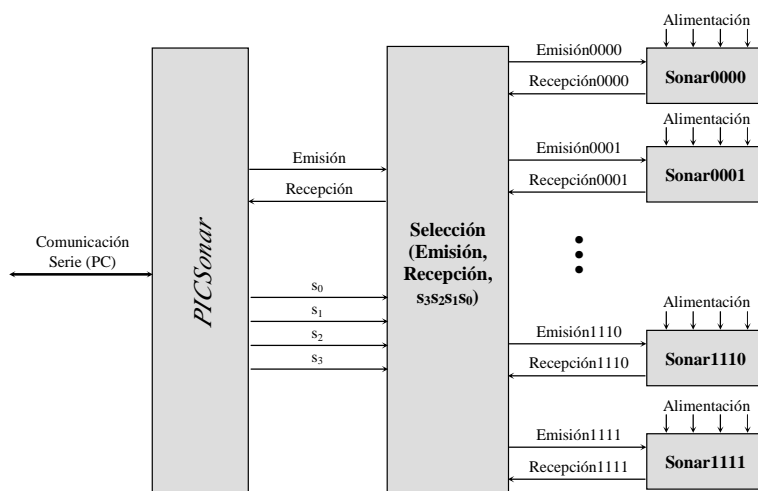 Alimentación
Emisión0000
Sonar0000
Recepción0000
Alimentación
Emisión0001
Sonar0001
Recepción0001
Emisión
Recepción
Comunicación
Serie (PC)
PICSonar
Selección
(Emisión,
Recepción,
s₃s₂s₁s₀)
s₀
s₁
s₂
s₃
Alimentación
Emisión1110
Sonar1110
Recepción1110
Alimentación
Emisión1111
Sonar1111
Recepción1111